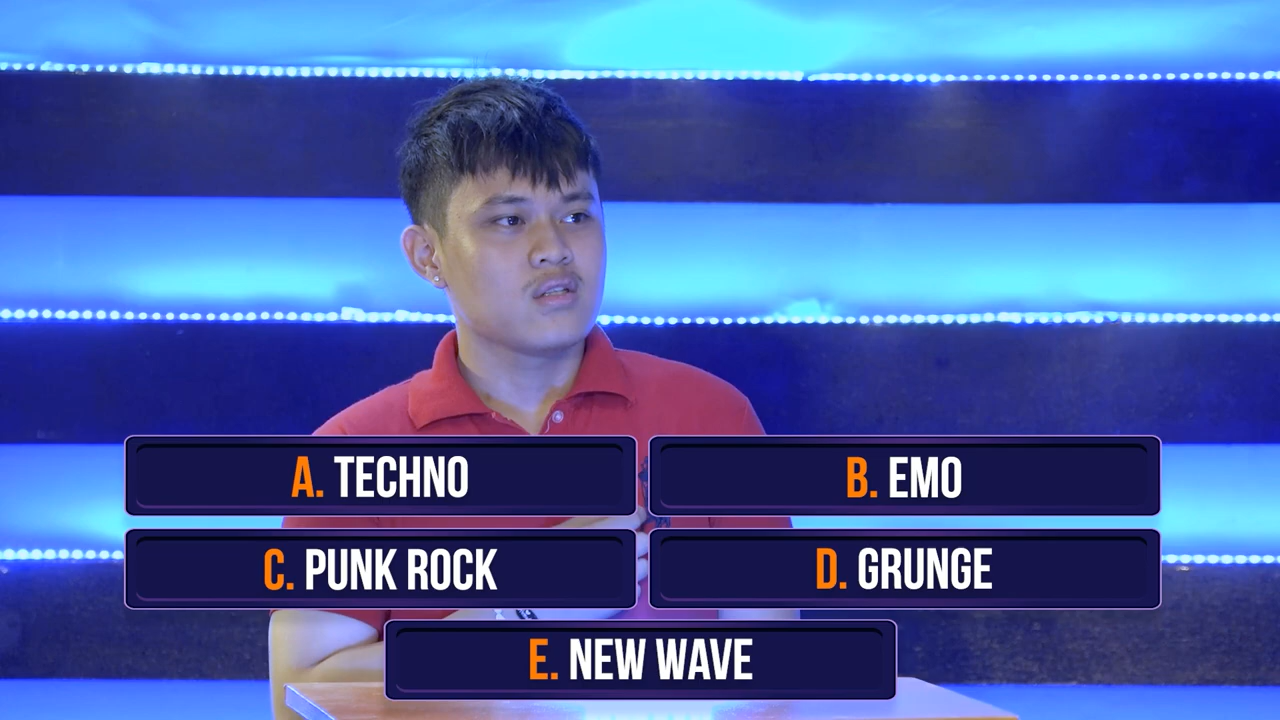 A. TECHNO
B. EMO
C. PUNK ROCK
D. GRUNGE
E. NEW WAVE